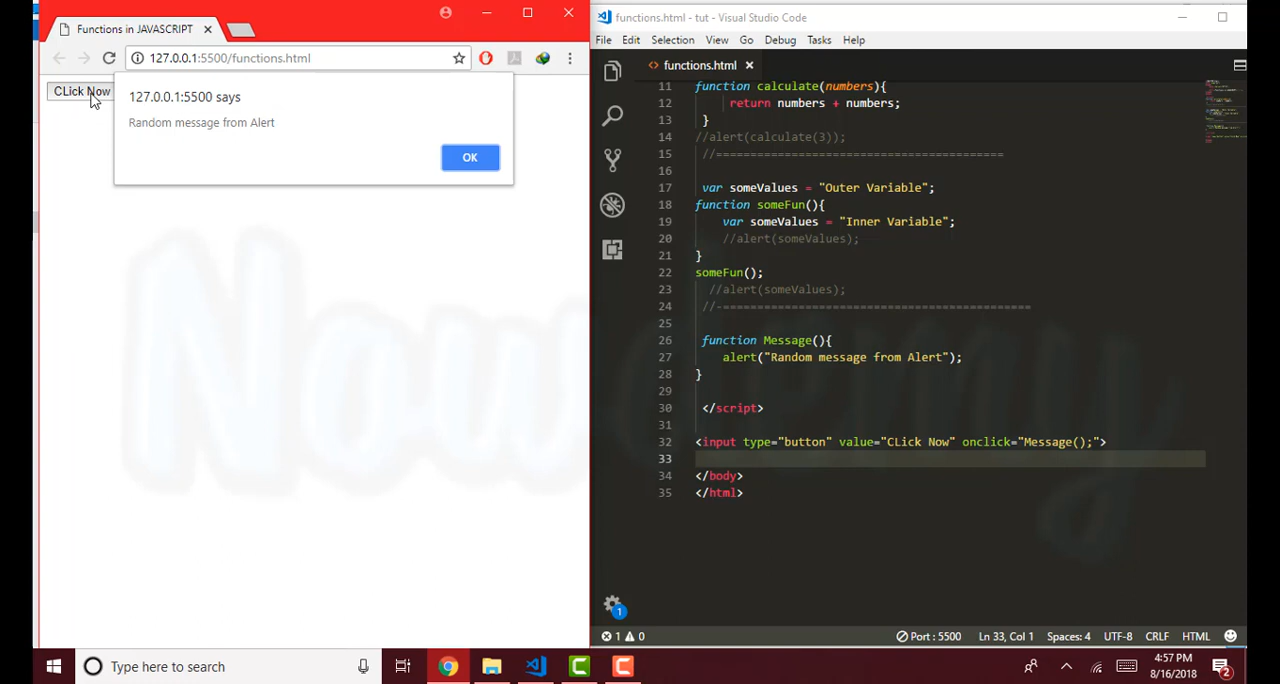 Functions in JAVASCRIPT
127.0.0.1:5500/functions.html
CLick Now
127.0.0.1:5500 says
Random message from Alert
OK
functions.html - tut - Visual Studio Code
File Edit Selection View Go Debug Tasks Help
functions.html
11 function calculate(numbers){
12 return numbers + numbers;
13 }
14 //alert(calculate(3));
15 //==========================================
16
17 var someValues = "Outer Variable";
18 function someFun(){
19 var someValues = "Inner Variable";
20 //alert(someValues);
21 }
22 someFun();
23 //alert(someValues);
24 //-=============================================
25
26 function Message(){
27 alert("Random message from Alert");
28 }
29
30 </script>
31
32 <input type="button" value="CLick Now" onclick="Message();">
33
34 </body>
35 </html>
Nowdemy
1
1 0 Port : 5500 Ln 33, Col 1 Spaces: 4 UTF-8 CRLF HTML
Type here to search
4:57 PM
8/16/2018
2